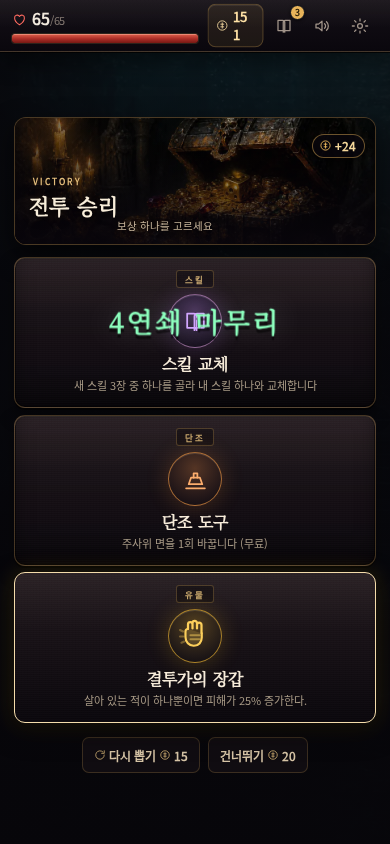 65/65
15
1
3
VICTORY
+24
전투 승리
보상 하나를 고르세요
스킬
4연쇄 마무리
스킬 교체
새 스킬 3장 중 하나를 골라 내 스킬 하나와 교체합니다
단조
단조 도구
주사위 면을 1회 바꿉니다 (무료)
유물
결투가의 장갑
살아 있는 적이 하나뿐이면 피해가 25% 증가한다.
다시 뽑기 15
건너뛰기 20